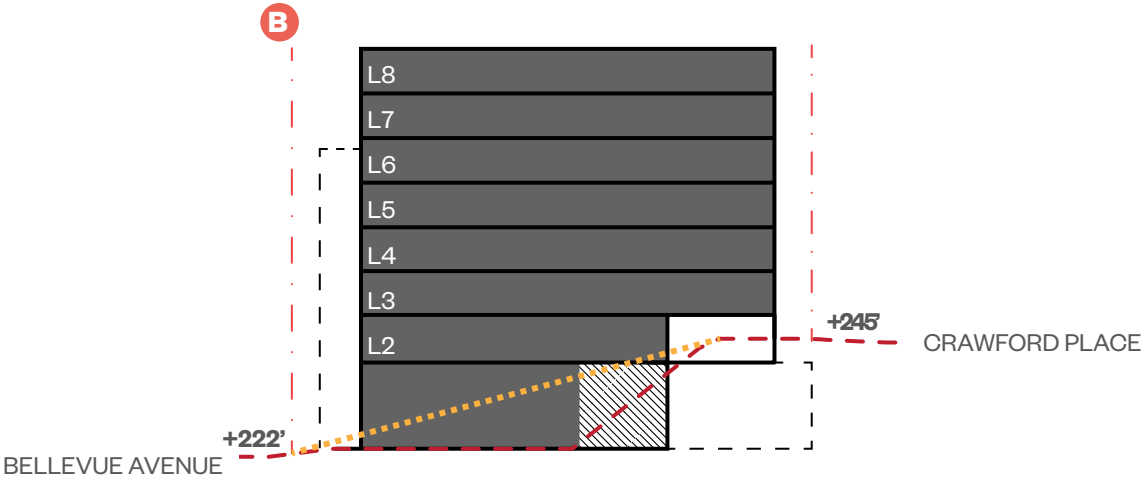 B
L8
L7
L6
L5
L4
L3
L2
+245'
CRAWFORD PLACE
+222'
BELLEVUE AVENUE